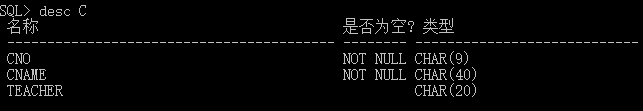 SQL> desc C
名称 是否为空? 类型
----------------------------------------- -------- ----------------------------
CNO NOT NULL CHAR(9)
CNAME NOT NULL CHAR(40)
TEACHER CHAR(20)